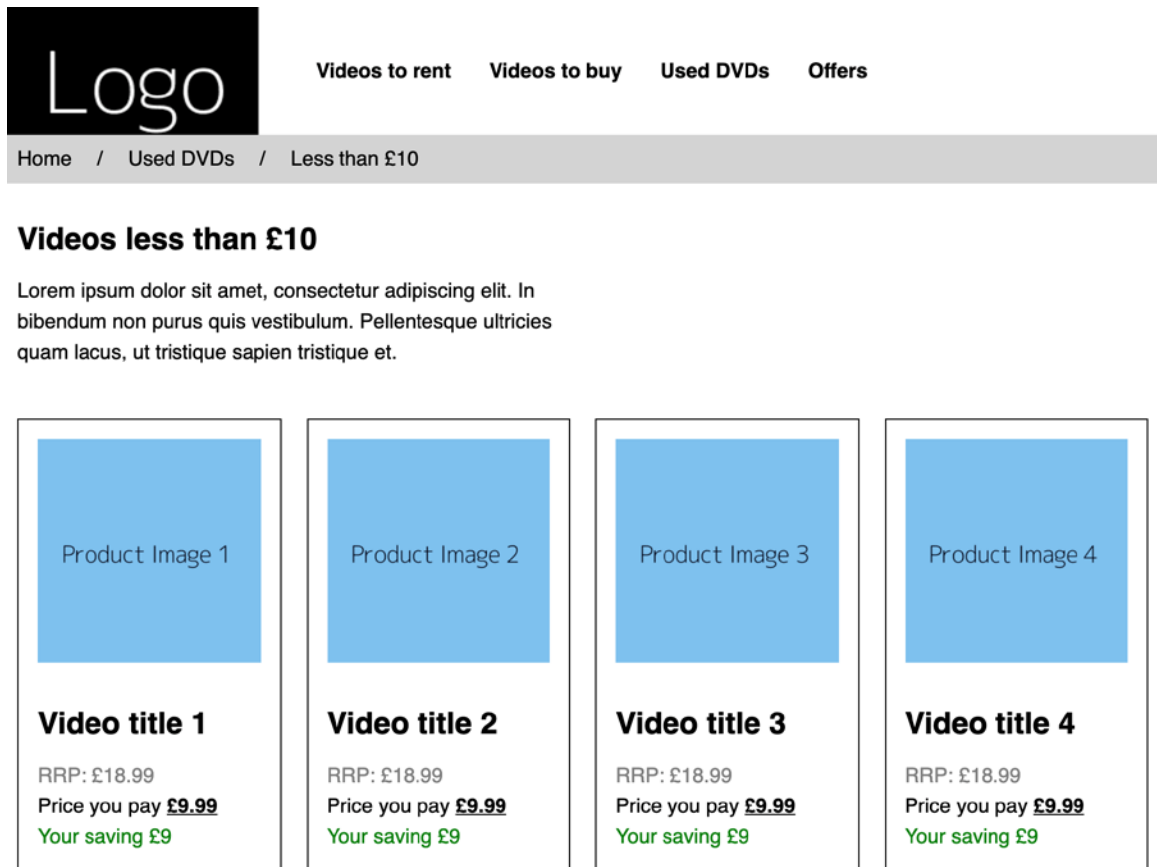 Logo
Videos to rent Videos to buy Used DVDs Offers
Home / Used DVDs / Less than £10
Videos less than £10
Lorem ipsum dolor sit amet, consectetur adipiscing elit. In
bibendum non purus quis vestibulum. Pellentesque ultricies
quam lacus, ut tristique sapien tristique et.
Product Image 1
Video title 1
RRP: £18.99
Price you pay £9.99
Your saving £9
Product Image 2
Video title 2
RRP: £18.99
Price you pay £9.99
Your saving £9
Product Image 3
Video title 3
RRP: £18.99
Price you pay £9.99
Your saving £9
Product Image 4
Video title 4
RRP: £18.99
Price you pay £9.99
Your saving £9